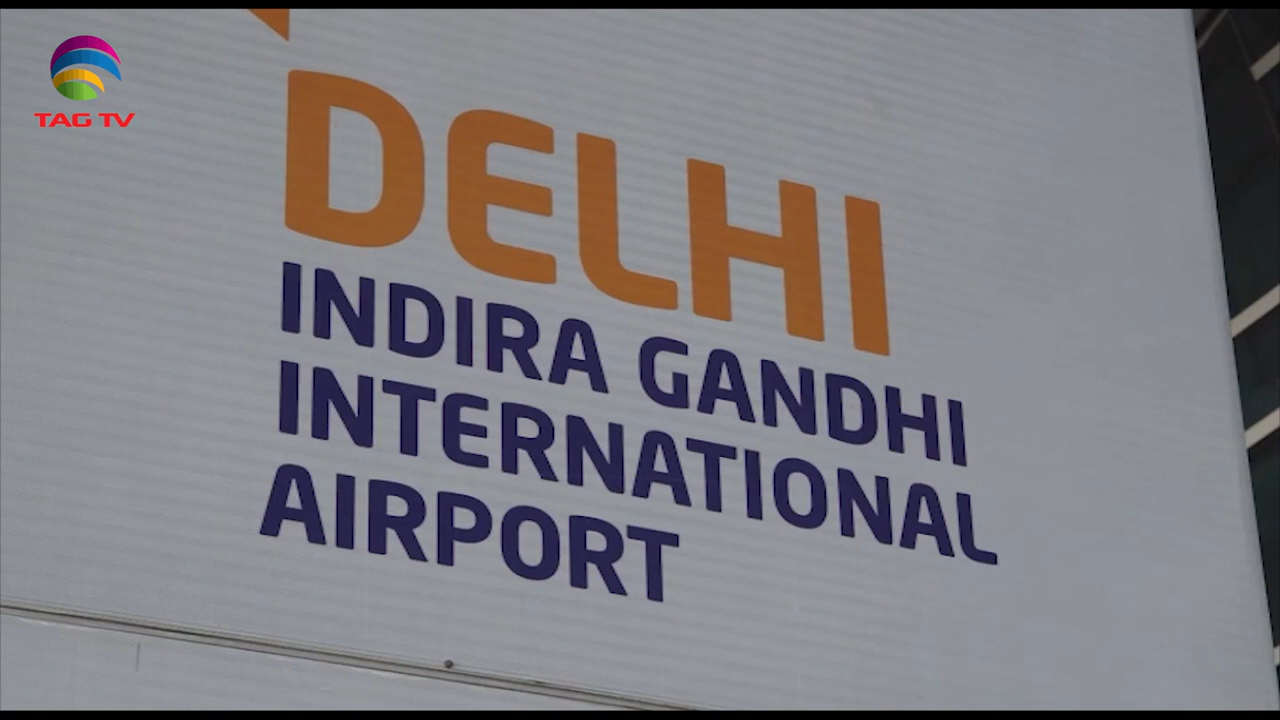 TAG TV
DELHI
INDIRA GANDHI
INTERNATIONAL
AIRPORT